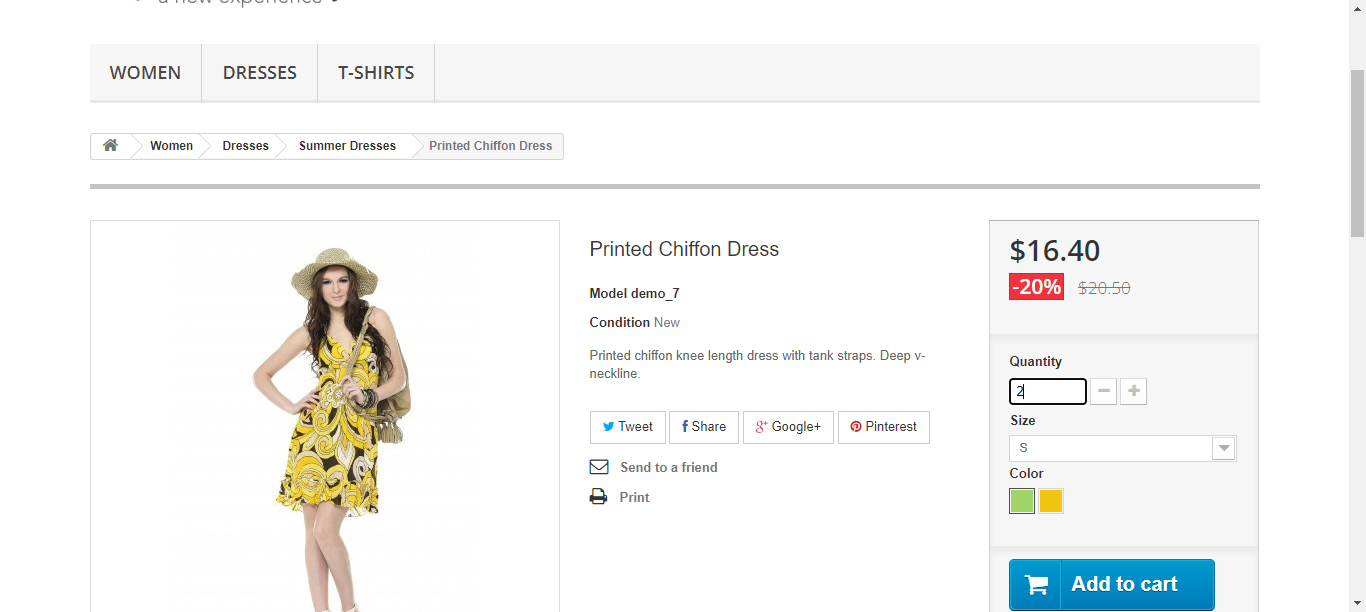 a new experience
WOMEN DRESSES T-SHIRTS
Women Dresses Summer Dresses Printed Chiffon Dress
Printed Chiffon Dress
Model demo_7
Condition New
Printed chiffon knee length dress with tank straps. Deep v-
neckline.
Tweet Share Google+ Pinterest
Send to a friend
Print
$16.40
-20% $20.50
Quantity
2
Size
S
Color
Add to cart